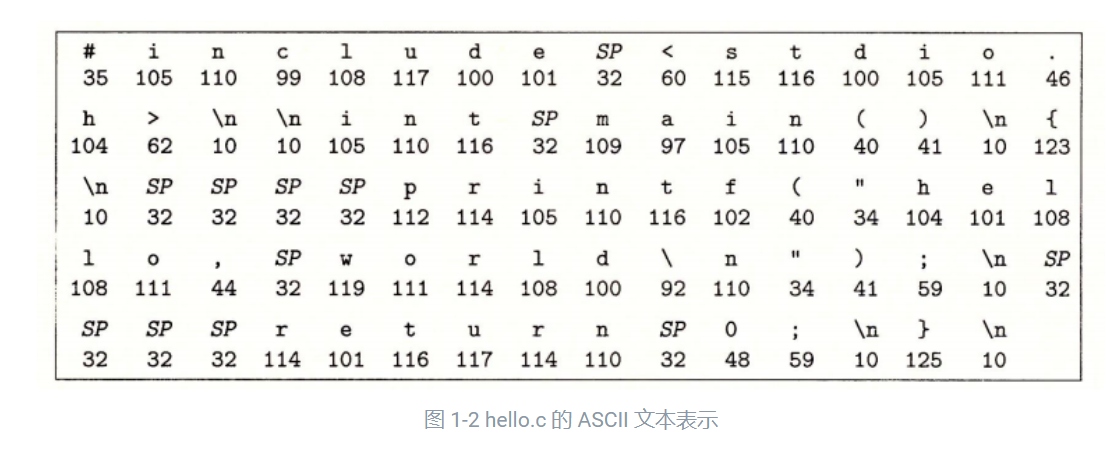 # i n c l u d e SP < s t d i o .
35 105 110 99 108 117 100 101 32 60 115 116 100 105 111 46
h > \n \n i n t SP m a i n ( ) \n {
104 62 10 10 105 110 116 32 109 97 105 110 40 41 10 123
\n SP SP SP SP p r i n t f ( " h e l
10 32 32 32 32 112 114 105 110 116 102 40 34 104 101 108
l o , SP w o r l d \ n " ) ; \n SP
108 111 44 32 119 111 114 108 100 92 110 34 41 59 10 32
SP SP SP r e t u r n SP 0 ; \n } \n
32 32 32 114 101 116 117 114 110 32 48 59 10 125 10
图 1-2 hello.c 的 ASCII 文本表示